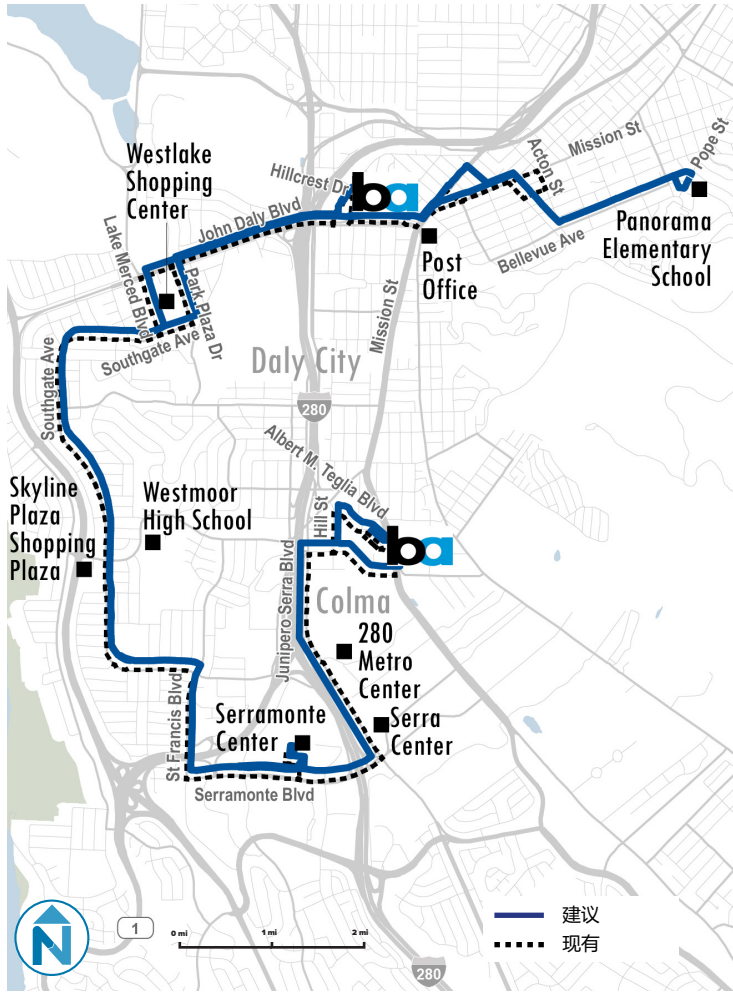 Westlake
Shopping
Center
Hillcrest Dr
ba
Acton St
Mission St
Pope St
John Daly Blvd
Lake Merced Blvd
Park Plaza Dr
Southgate Ave
Post
Office
Bellevue Ave
Panorama
Elementary
School
Mission St
Southgate Ave
Daly City
280
Albert M. Teglia Blvd
Skyline
Plaza
Shopping
Plaza
Westmoor
High School
Hill St
ba
Junipero Serra Blvd
Colma
280
Metro
Center
St Francis Blvd
Serramonte
Center
Serra
Center
Serramonte Blvd
N
1
0 mi 1 mi 2 mi
建议
现有
280